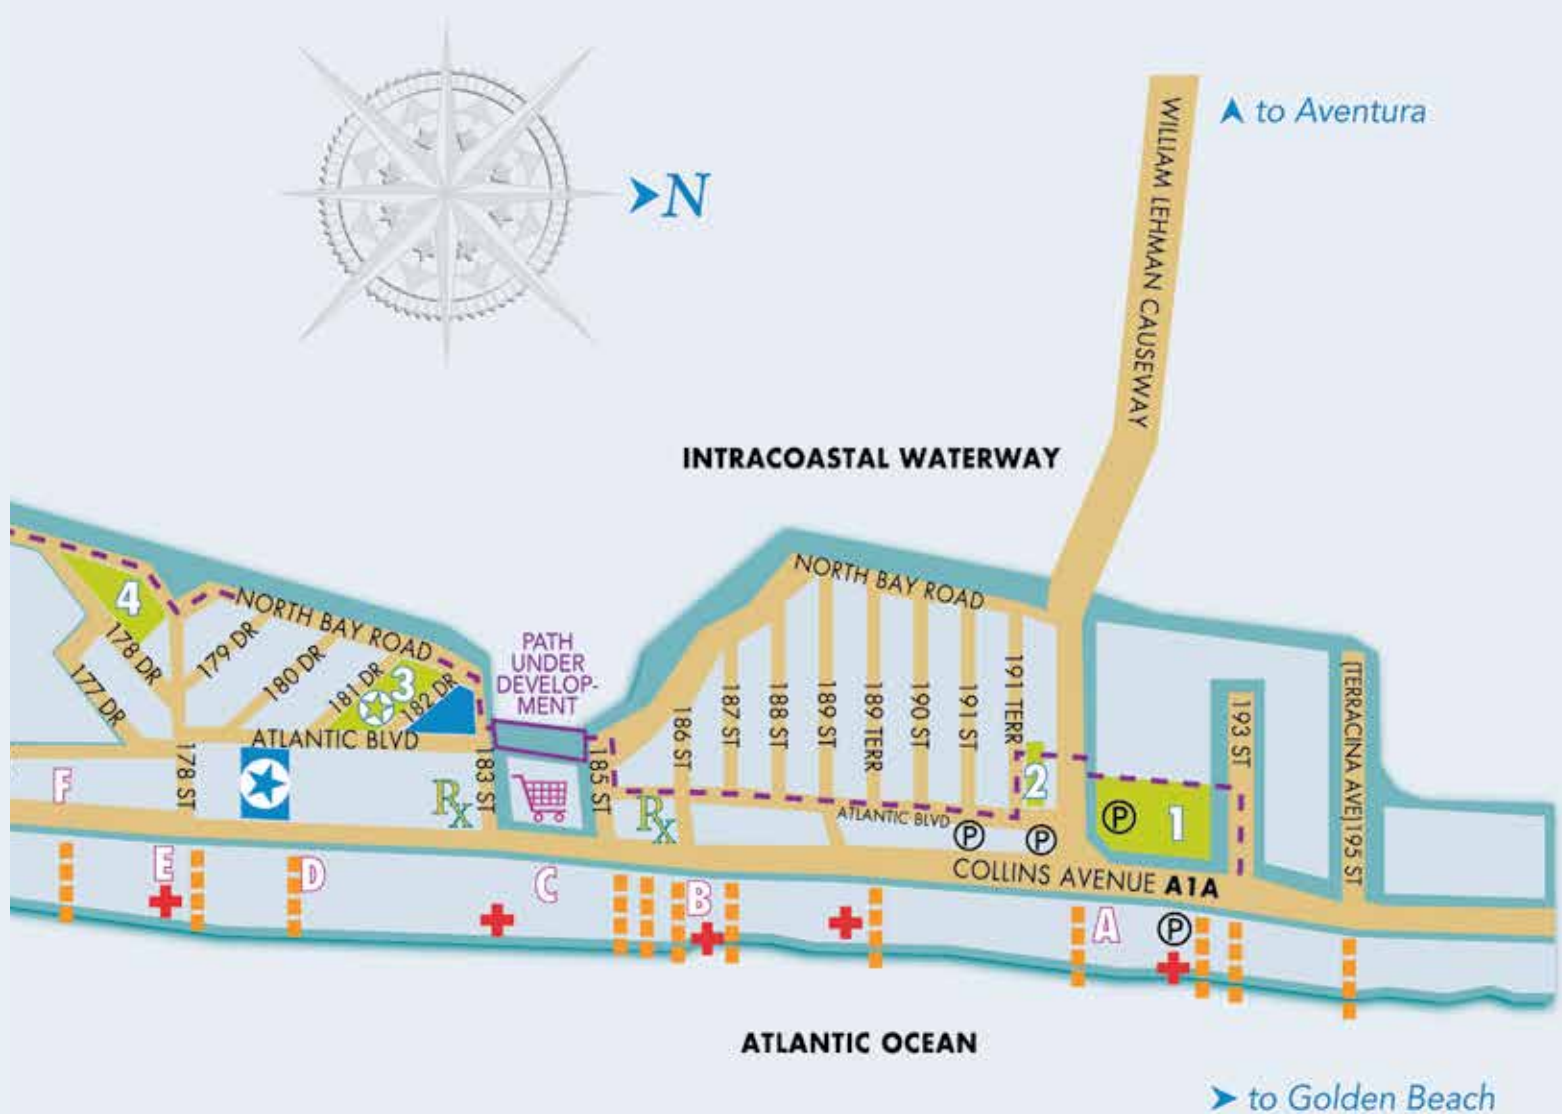 to Aventura
N
WILLIAM LEHMAN CAUSEWAY
INTRACOASTAL WATERWAY
NORTH BAY ROAD
4
178 DR
177 DR
179 DR
NORTH BAY ROAD
180 DR
181 DR
3
182 DR
PATH
UNDER
DEVELOP-
MENT
ATLANTIC BLVD
178 ST
183 ST
185 ST
186 ST
187 ST
188 ST
189 ST
189 TERR
190 ST
191 ST
191 TERR
2
193 ST
(TERRACINA AVE)195 ST
F
Rx
Rx
ATLANTIC BLVD
P
P
P
1
COLLINS AVENUE A1A
E
D
C
B
A
P
ATLANTIC OCEAN
to Golden Beach